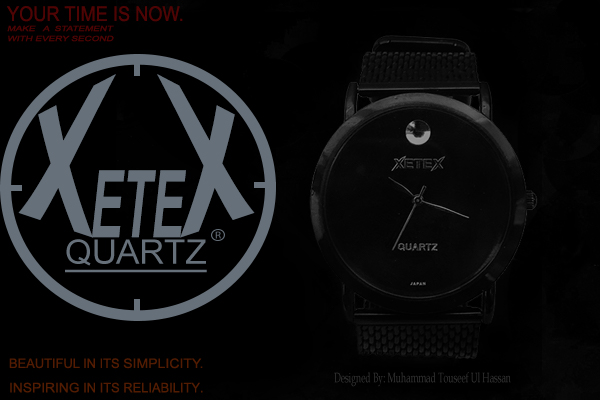 YOUR TIME IS NOW.
MAKE A STATEMENT
WITH EVERY SECOND
XETEX
QUARTZ ®
XETEX
QUARTZ
JAPAN
BEAUTIFUL IN ITS SIMPLICITY.
INSPIRING IN ITS RELIABILITY.
Designed By: Muhammad Touseef Ul Hassan